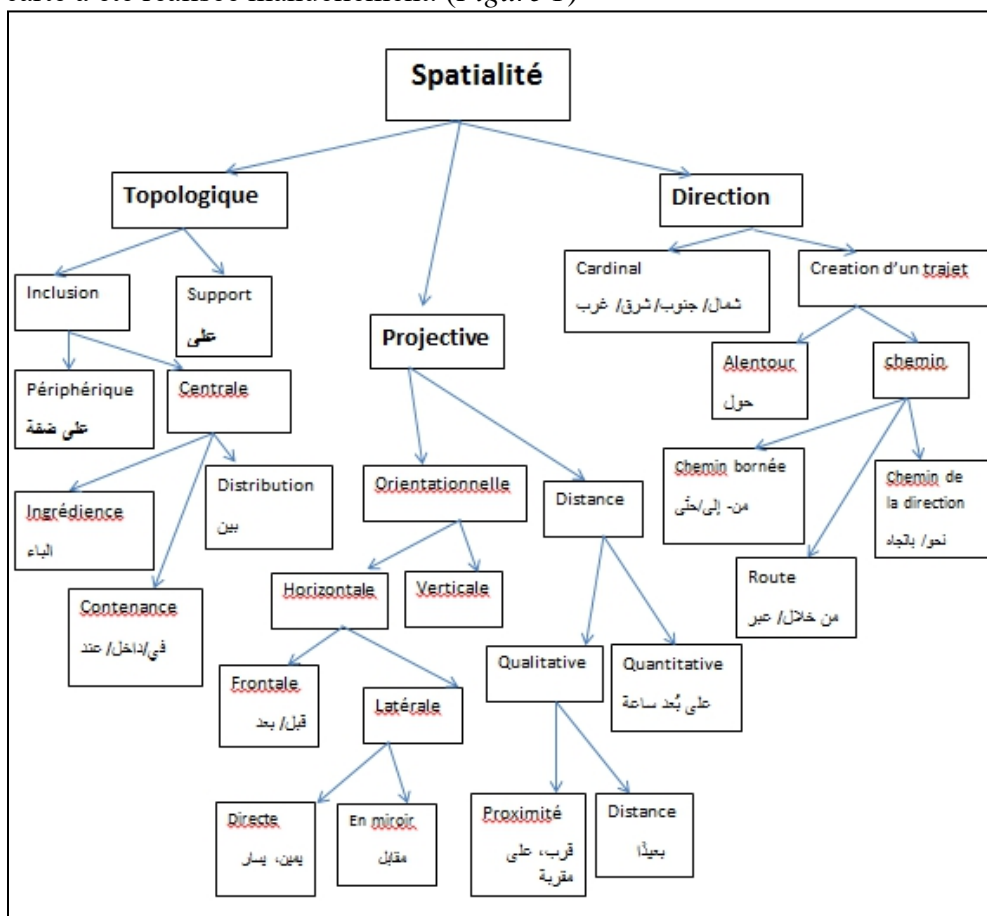 Spatialité
Topologique
Direction
Inclusion
Support
على
Cardinal
شمال/ جنوب/ شرق/ غرب
Creation d'un trajet
Projective
Périphérique
على ضفة
Centrale
Alentour
حول
chemin
Ingrédience
الباء
Distribution
بين
Orientationnelle
Distance
Chemin bornée
من- إلى/حتّى
Chemin de
la direction
نحو/ باتجاه
Contenance
في/داخل/ عند
Horizontale
Verticale
Route
من خلال/ عبر
Frontale
قبل/ بعد
Latérale
Qualitative
Quantitative
على بُعد ساعة
Directe
يمين، يسار
En miroir
مقابل
Proximité
قرب، على
مقربة
Distance
بعيدًا